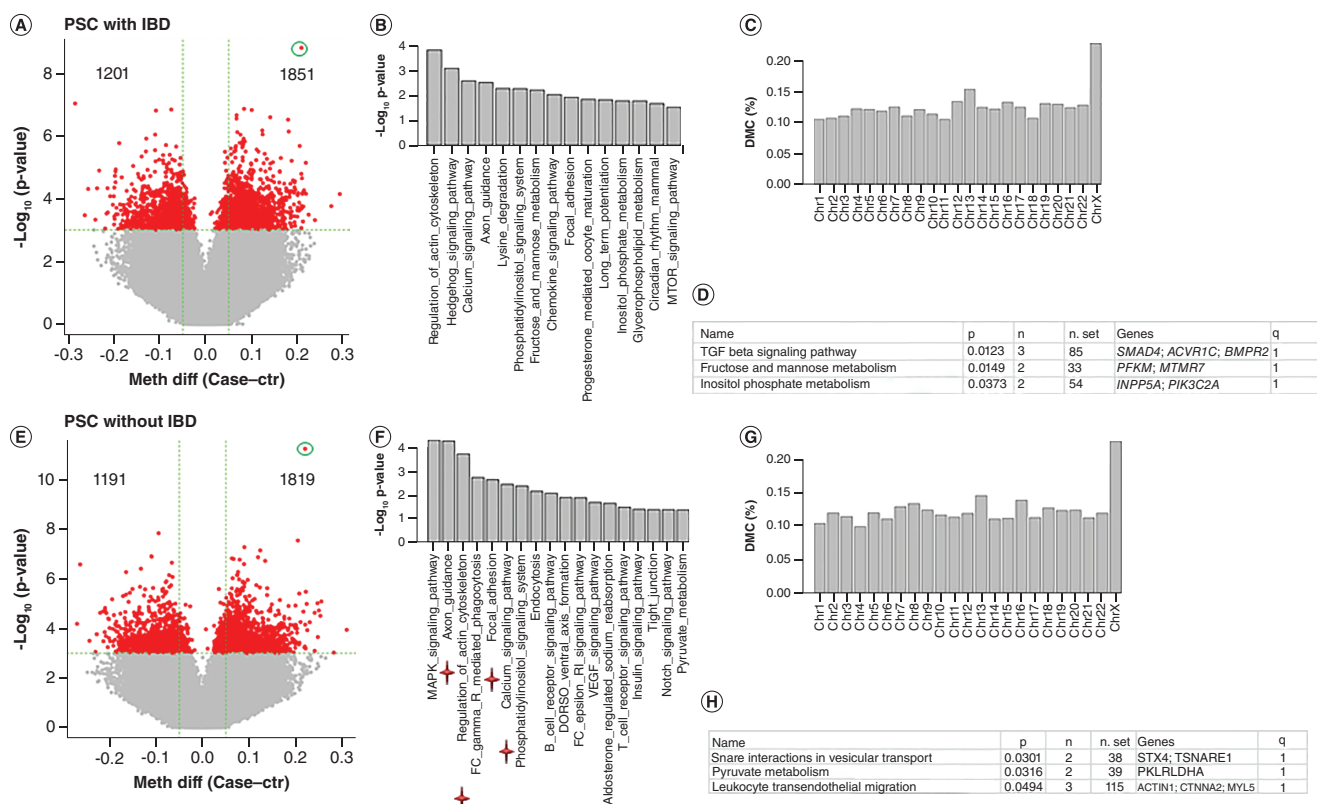 A
PSC with IBD
1201
1851
8
6
4
2
0
-Log10 (p-value)
-0.3 -0.2 -0.1 0.0 0.1 0.2 0.3
Meth diff (Case–ctr)
B
4
3
2
1
0
-Log10 p-value
Regulation_of_actin_cytoskeleton
Hedgehog_signaling_pathway
Calcium_signaling_pathway
Axon_guidance
Lysine_degradation
Phosphatidylinositol_signaling_system
Fructose_and_mannose_metabolism
Chemokine_signaling_pathway
Focal_adhesion
Progesterone_mediated_oocyte_maturation
Long_term_potentiation
Inositol_phosphate_metabolism
Glycerophospholipid_metabolism
Circadian_rhythm_mammal
MTOR_signaling_pathway
C
0.20
0.15
0.10
0.05
0.00
DMC (%)
Chr1
Chr2
Chr3
Chr4
Chr5
Chr6
Chr7
Chr8
Chr9
Chr10
Chr11
Chr12
Chr13
Chr14
Chr15
Chr16
Chr17
Chr18
Chr19
Chr20
Chr21
Chr22
ChrX
D
Name p n n. set Genes q
TGF beta signaling pathway 0.0123 3 85 SMAD4; ACVR1C; BMPR2 1
Fructose and mannose metabolism 0.0149 2 33 PFKM; MTMR7 1
Inositol phosphate metabolism 0.0373 2 54 INPP5A; PIK3C2A 1
E
PSC without IBD
1191
1819
10
8
6
4
2
0
-Log10 (p-value)
-0.2 -0.1 0.0 0.1 0.2 0.3
Meth diff (Case–ctr)
F
4
3
2
1
0
-Log10 p-value
MAPK_signaling_pathway
Axon_guidance
Regulation_of_actin_cytoskeleton
FC_gamma_R_mediated_phagocytosis
Focal_adhesion
Calcium_signaling_pathway
Phosphatidylinositol_signaling_system
Endocytosis
B_cell_receptor_signaling_pathway
DORSO_ventral_axis_formation
FC_epsilon_RI_signaling_pathway
VEGF_signaling_pathway
Aldosterone_regulated_sodium_reabsorption
T_cell_receptor_signaling_pathway
Insulin_signaling_pathway
Tight_junction
Notch_signaling_pathway
Pyruvate_metabolism
G
0.20
0.15
0.10
0.05
0.00
DMC (%)
Chr1
Chr2
Chr3
Chr4
Chr5
Chr6
Chr7
Chr8
Chr9
Chr10
Chr11
Chr12
Chr13
Chr14
Chr15
Chr16
Chr17
Chr18
Chr19
Chr20
Chr21
Chr22
ChrX
H
Name p n n. set Genes q
Snare interactions in vesicular transport 0.0301 2 38 STX4; TSNARE1 1
Pyruvate metabolism 0.0316 2 39 PKLRLDHA 1
Leukocyte transendothelial migration 0.0494 3 115 ACTIN1; CTNNA2; MYL5 1